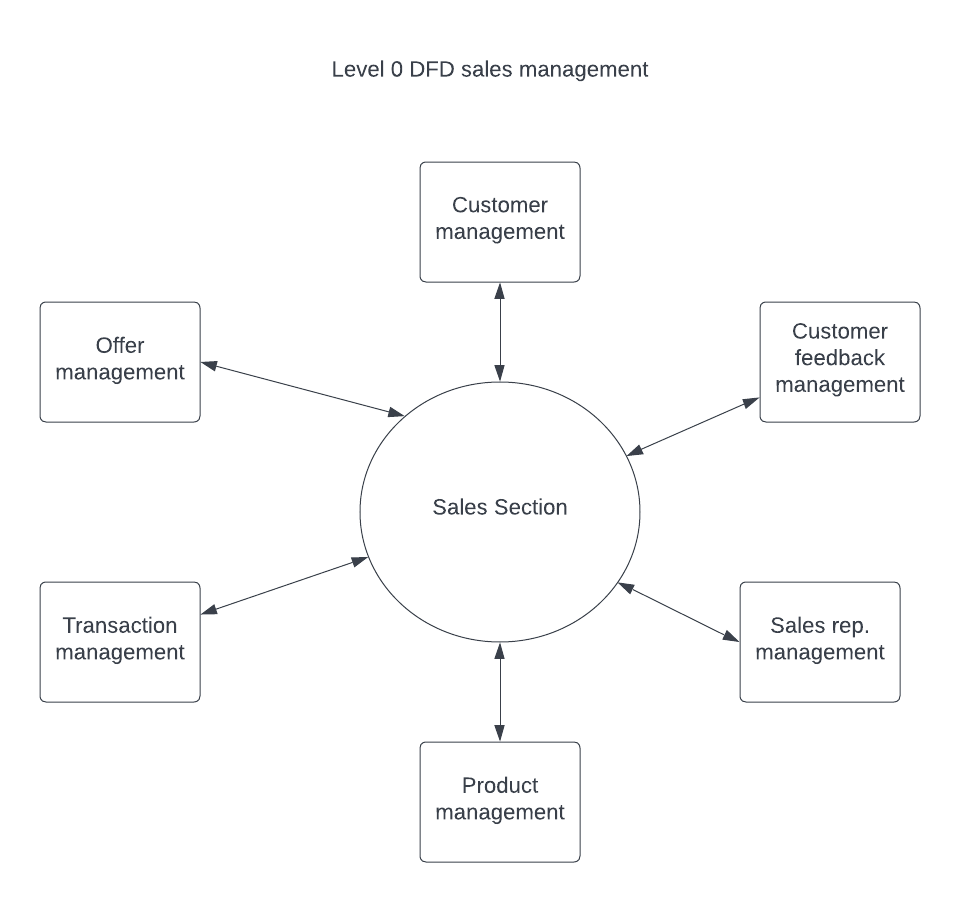 Level 0 DFD sales management
Customer
management
Offer
management
Customer
feedback
management
Sales Section
Transaction
management
Sales rep.
management
Product
management